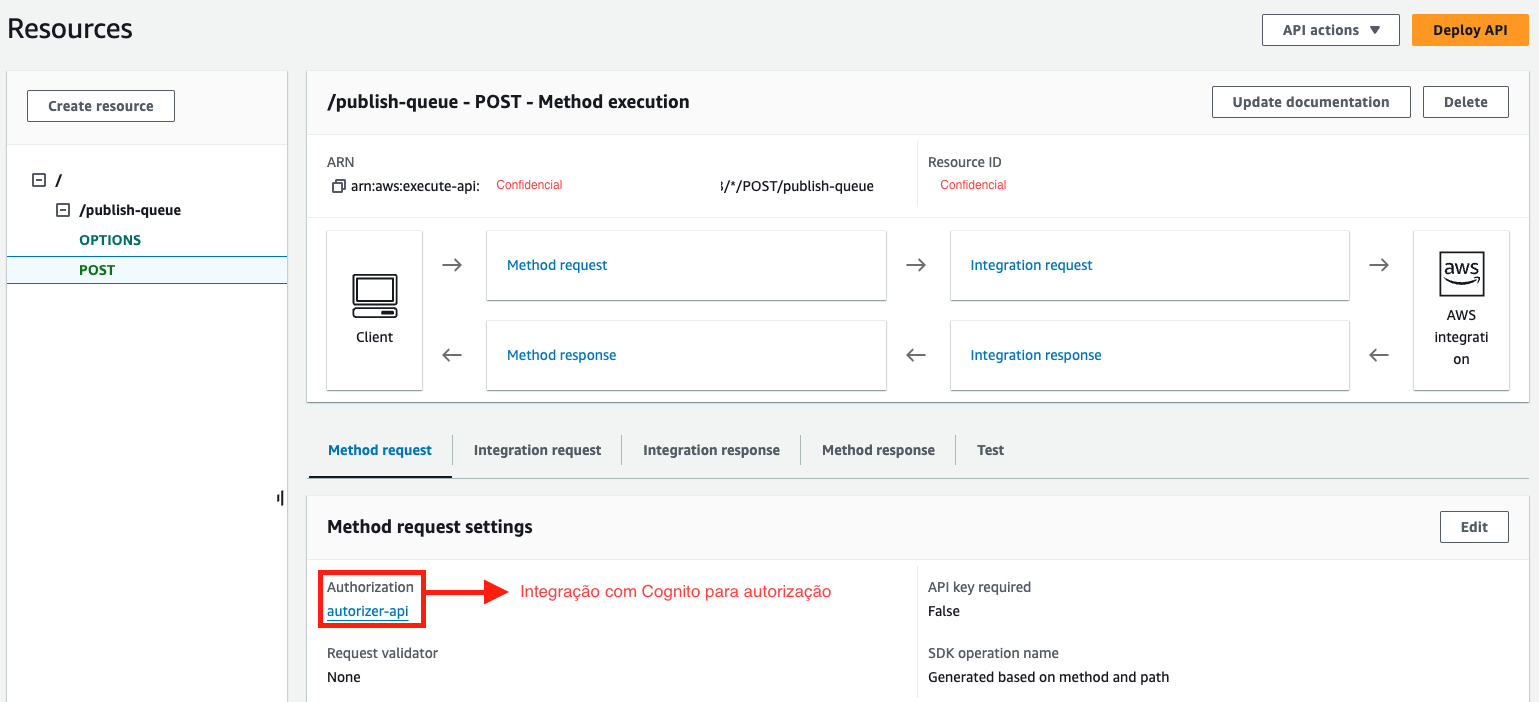 Resources
API actions
Deploy API
Create resource
/
/publish-queue
OPTIONS
POST
/publish-queue - POST - Method execution
Update documentation
Delete
ARN
arn:aws:execute-api: Confidencial /*/POST/publish-queue
Resource ID
Confidencial
Client
Method request
Integration request
Method response
Integration response
aws
AWS
integrati
on
Method request
Integration request
Integration response
Method response
Test
Method request settings
Edit
Authorization
autorizer-api
Integração com Cognito para autorização
API key required
False
Request validator
None
SDK operation name
Generated based on method and path